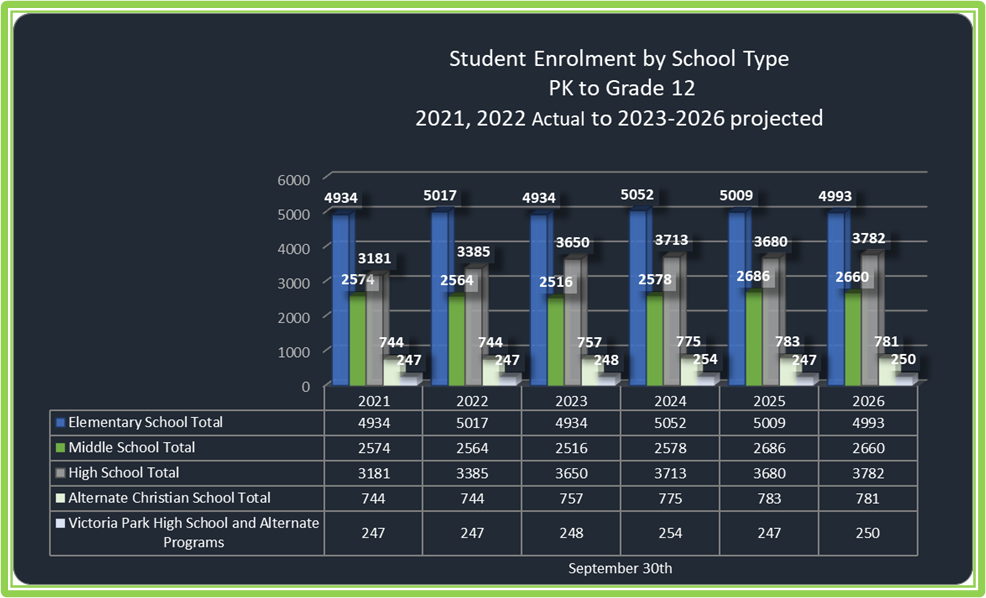 Student Enrolment by School Type
PK to Grade 12
2021, 2022 Actual to 2023-2026 projected
6000
5000
4000
3000
2000
1000
0
4934 2574 3181 744 247
5017 2564 3385 744 247
4934 2516 3650 757 248
5052 2578 3713 775 254
5009 2686 3680 783 247
4993 2660 3782 781 250
2021 2022 2023 2024 2025 2026
Elementary School Total 4934 5017 4934 5052 5009 4993
Middle School Total 2574 2564 2516 2578 2686 2660
High School Total 3181 3385 3650 3713 3680 3782
Alternate Christian School Total 744 744 757 775 783 781
Victoria Park High School and Alternate
Programs 247 247 248 254 247 250
September 30th